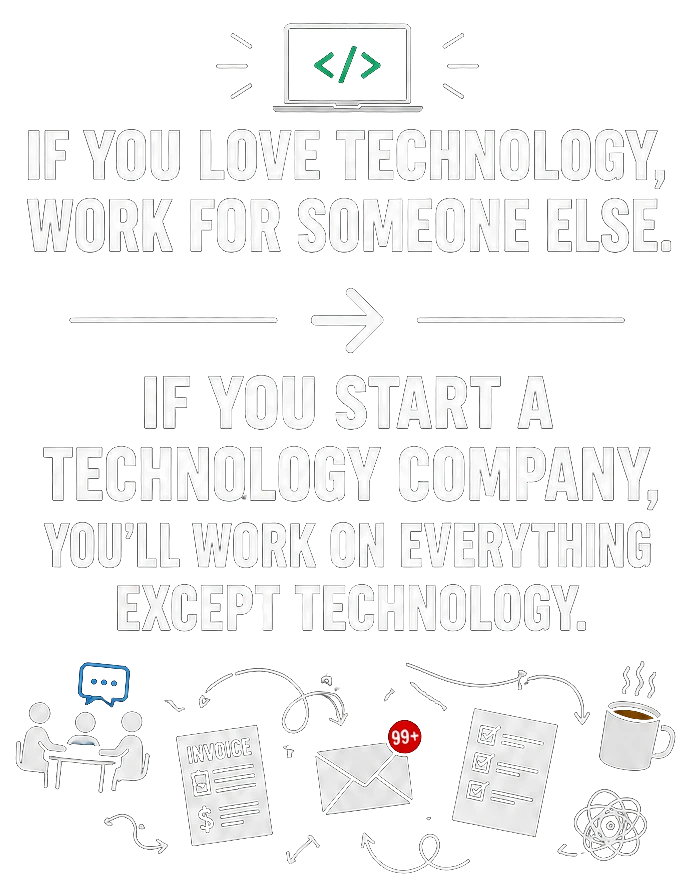 </>
IF YOU LOVE TECHNOLOGY,
WORK FOR SOMEONE ELSE.
IF YOU START A
TECHNOLOGY COMPANY,
YOU'LL WORK ON EVERYTHING
EXCEPT TECHNOLOGY.
INVOICE
$
99+